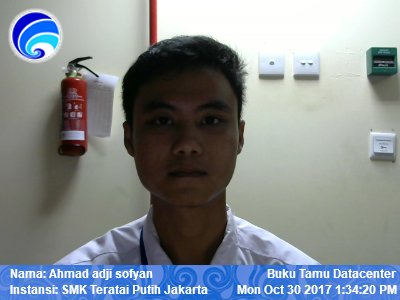 Nama: Ahmad adji sofyan
Buku Tamu Datacenter
Instansi: SMK Teratai Putih Jakarta
Mon Oct 30 2017 1:34:20 PM